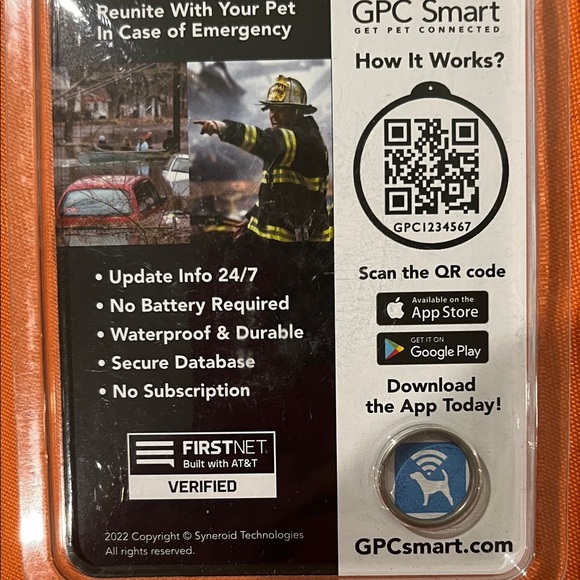 Reunite With Your Pet
In Case of Emergency
• Update Info 24/7
• No Battery Required
• Waterproof & Durable
• Secure Database
• No Subscription
FIRSTNET
Built with AT&T
VERIFIED
2022 Copyright © Syneroid Technologies
All rights reserved.
GPC Smart
GET PET CONNECTED
How It Works?
GPC1234567
Scan the QR code
Available on the
App Store
GET IT ON
Google Play
Download
the App Today!
GPCsmart.com